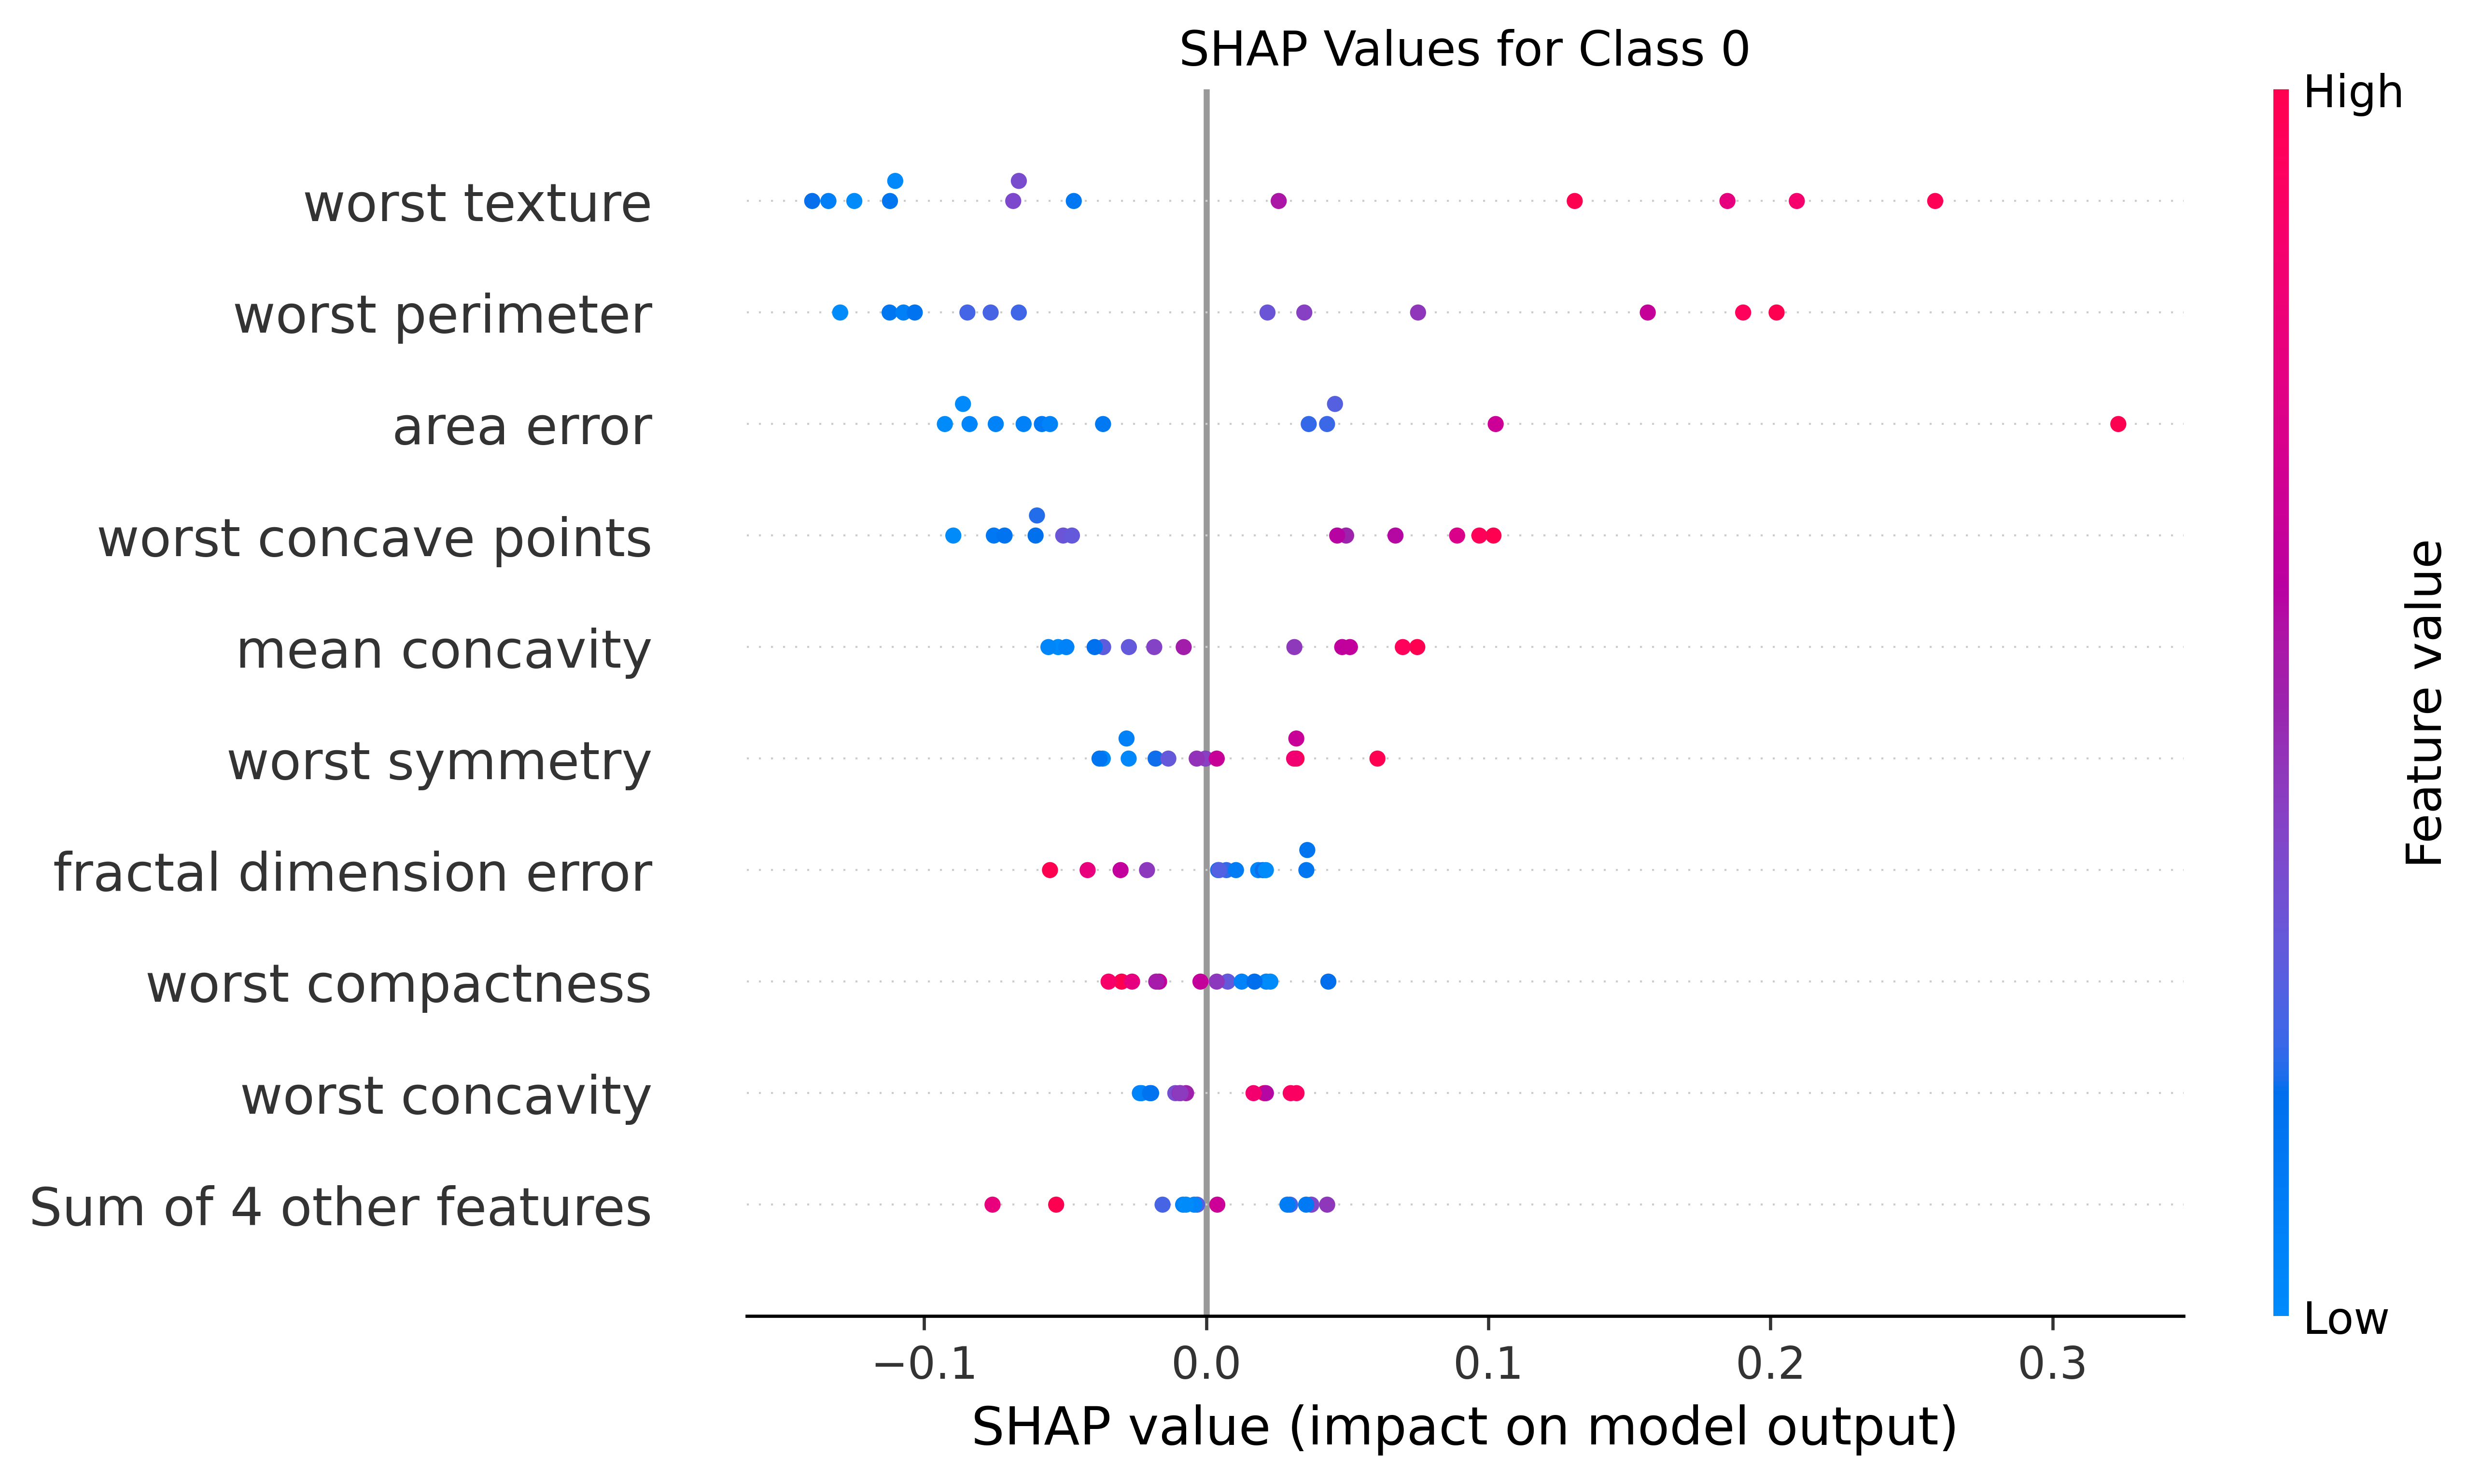 SHAP Values for Class 0
High
worst texture
worst perimeter
area error
worst concave points
mean concavity
worst symmetry
fractal dimension error
worst compactness
worst concavity
Sum of 4 other features
Feature value
Low
−0.1 0.0 0.1 0.2 0.3
SHAP value (impact on model output)